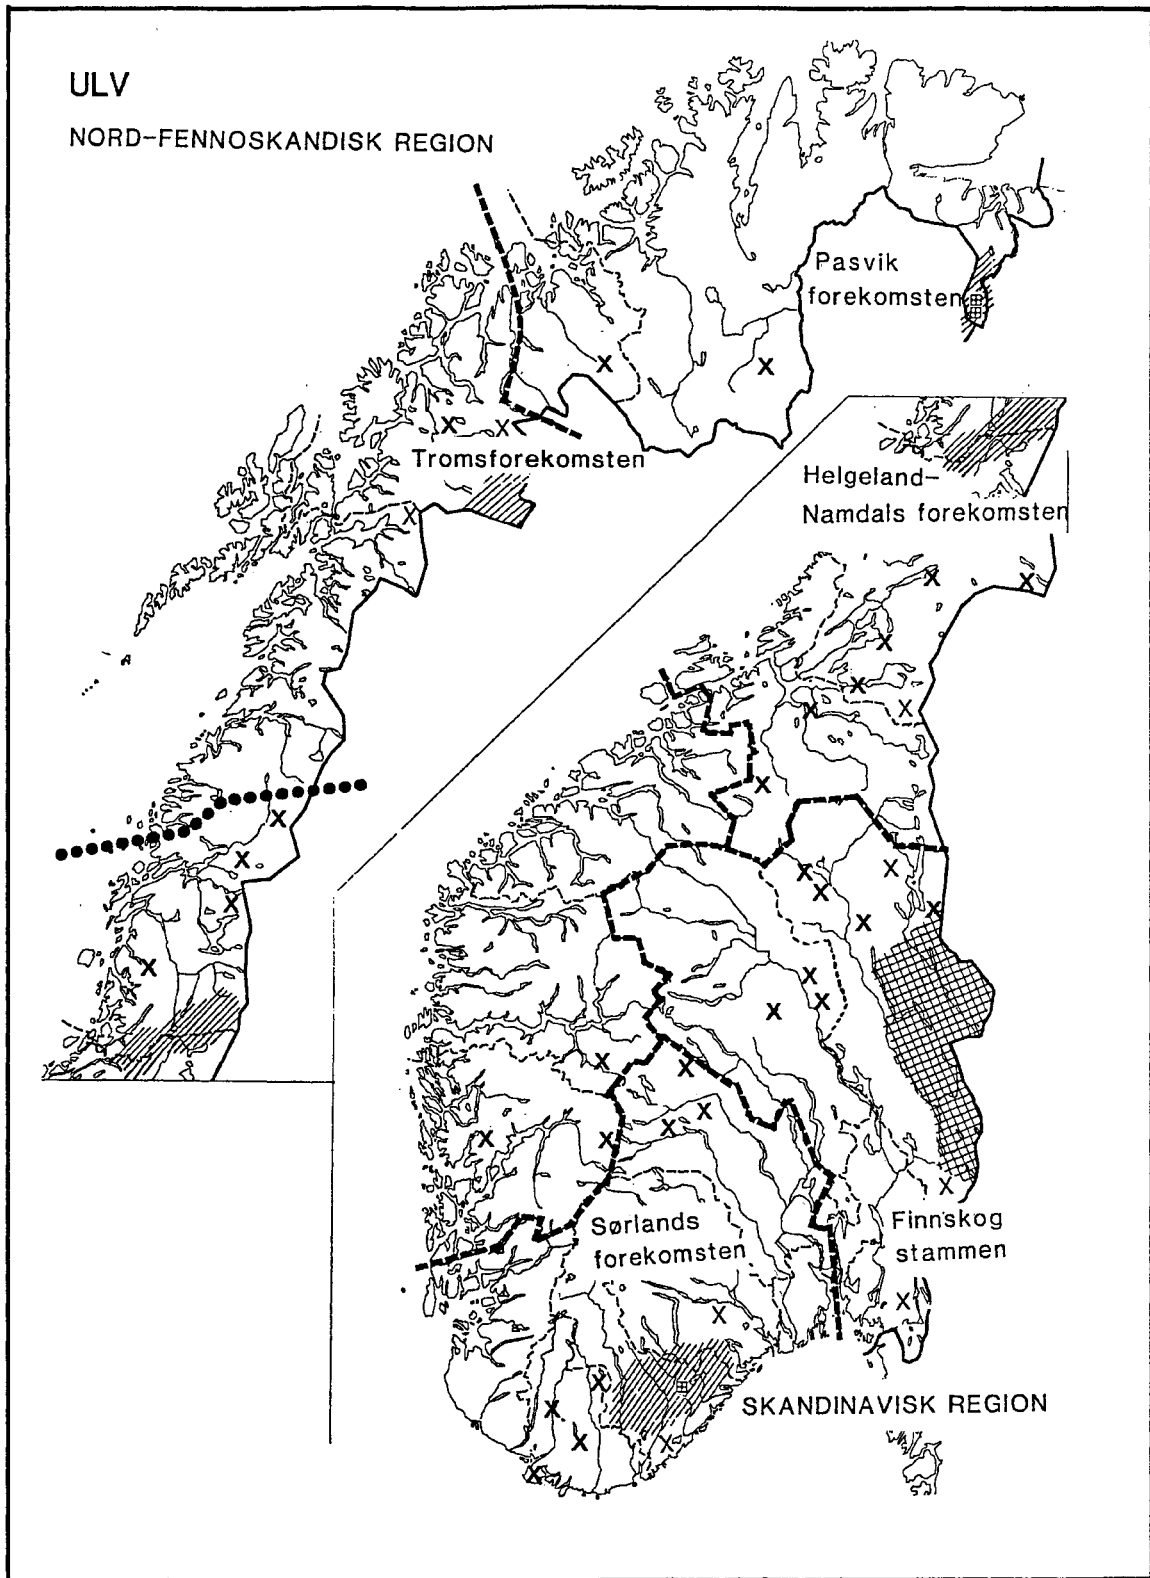 ULV
NORD-FENNOSKANDISK REGION
Pasvik
forekomsten
Tromsforekomsten
Helgeland-
Namdals forekomsten
Sørlands
forekomsten
Finnskog
stammen
SKANDINAVISK REGION